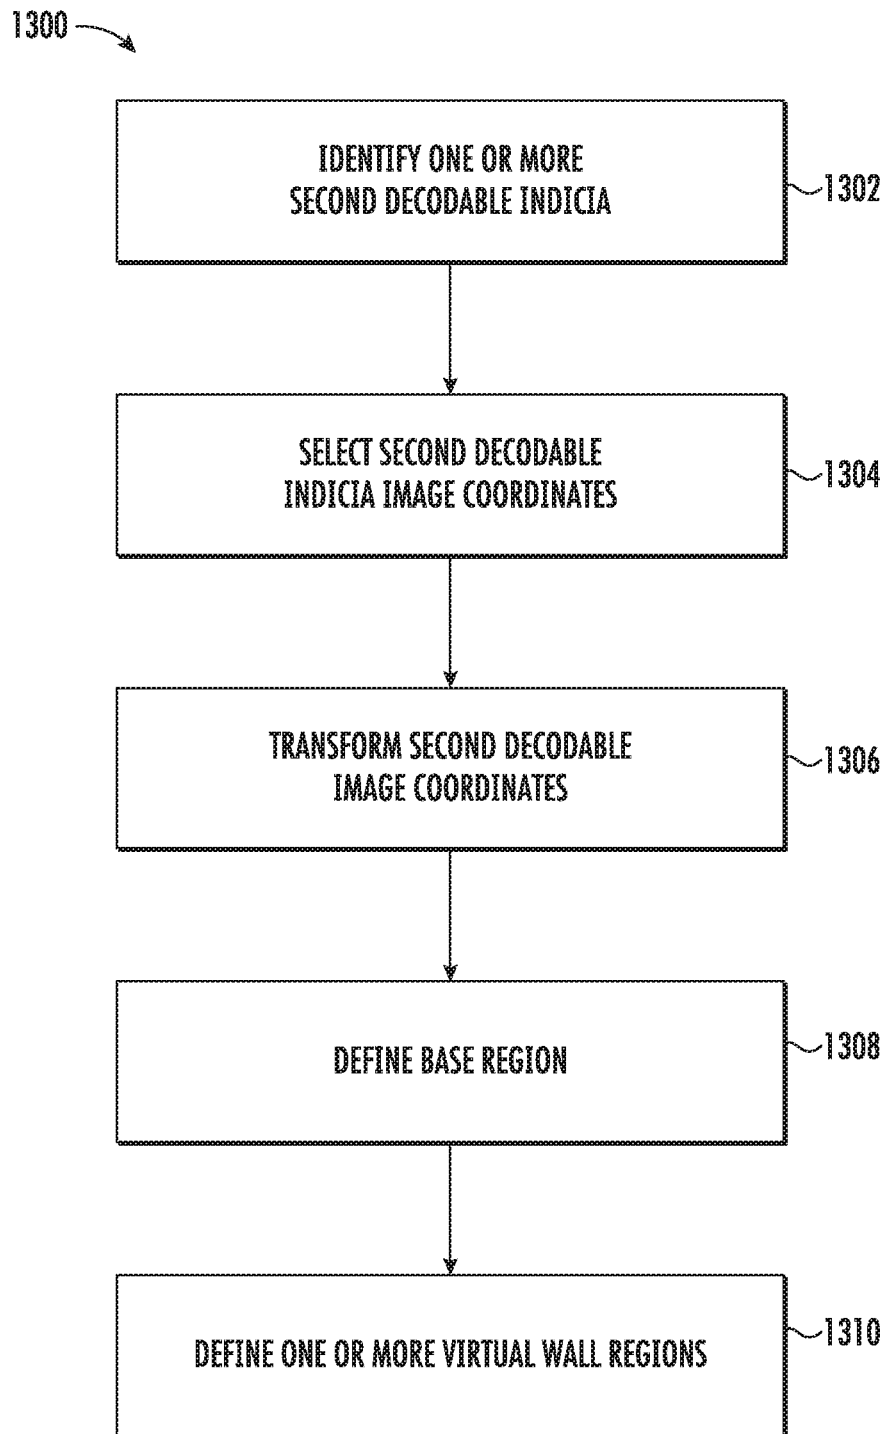 1300
IDENTIFY ONE OR MORE
SECOND DECODABLE INDICIA
1302
SELECT SECOND DECODABLE
INDICIA IMAGE COORDINATES
1304
TRANSFORM SECOND DECODABLE
IMAGE COORDINATES
1306
DEFINE BASE REGION
1308
DEFINE ONE OR MORE VIRTUAL WALL REGIONS
1310